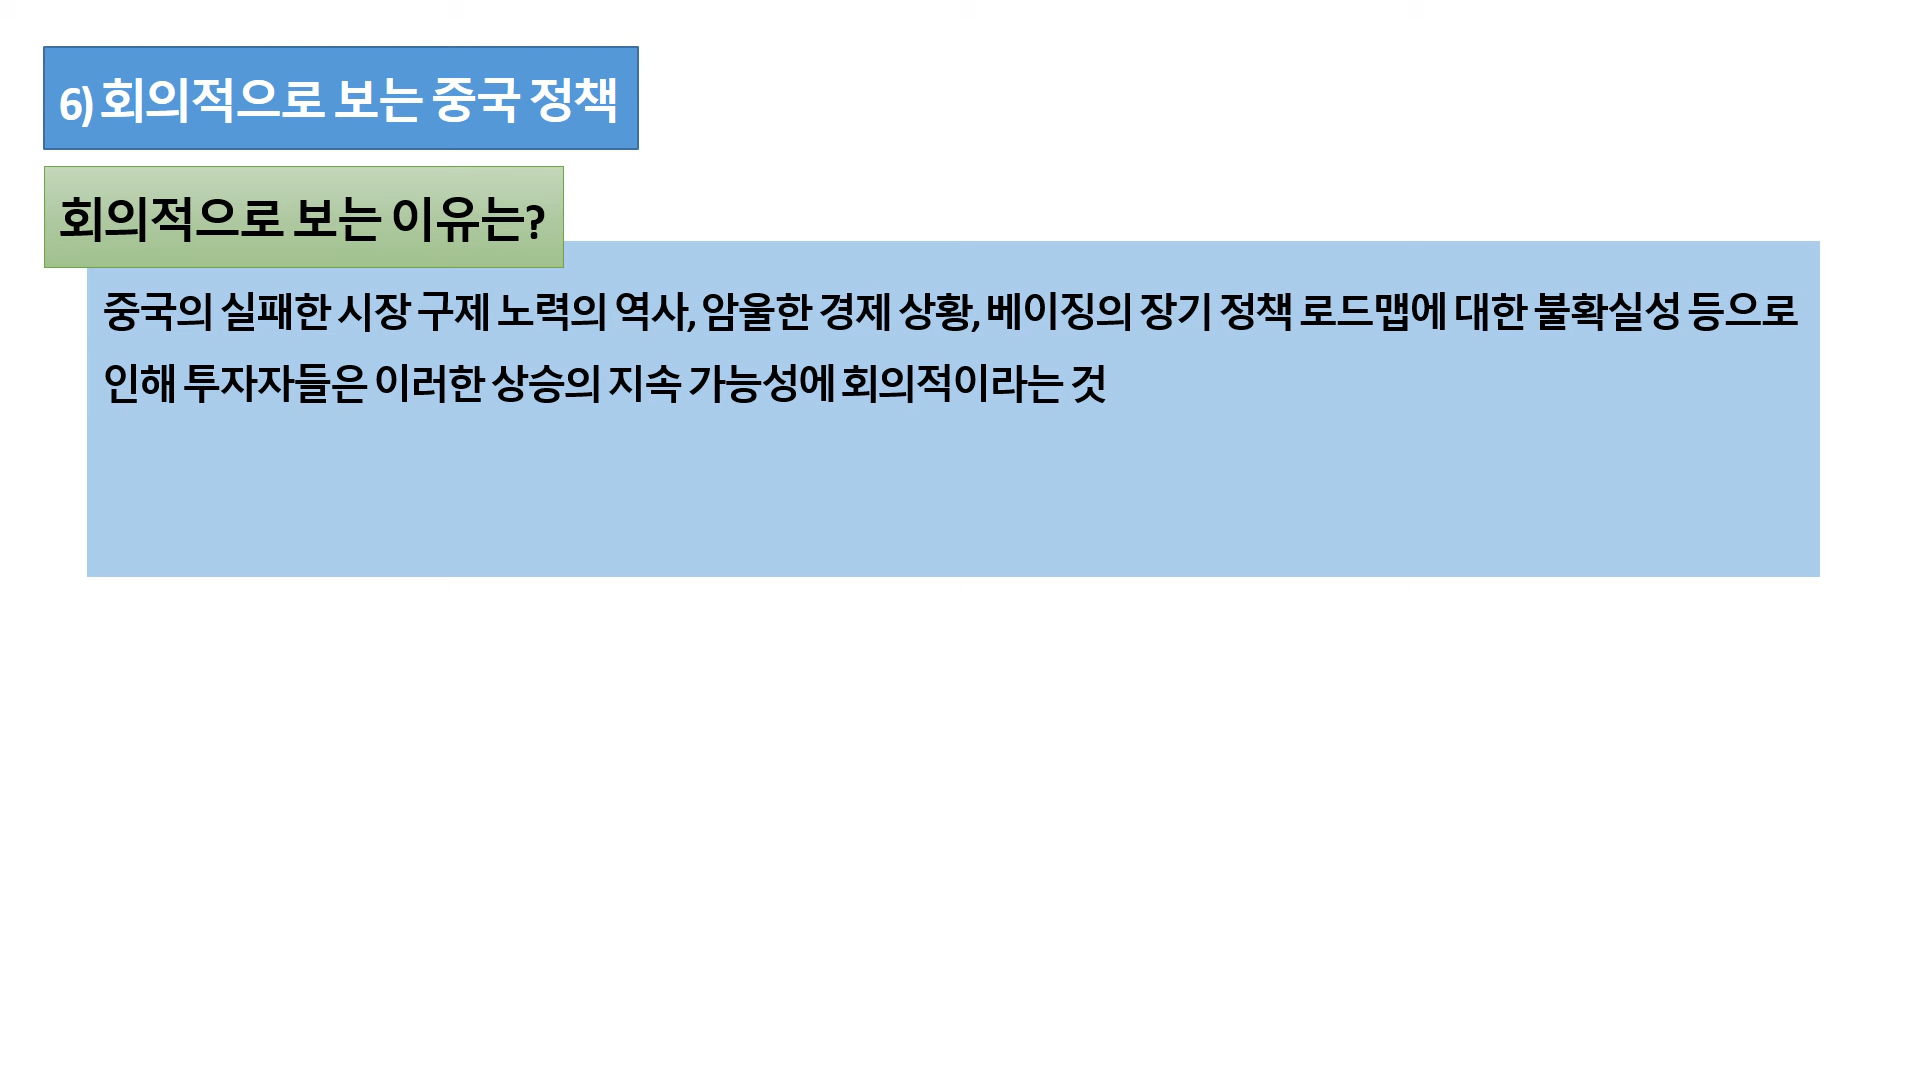 6) 회의적으로 보는 중국 정책
회의적으로 보는 이유는?
중국의 실패한 시장 구제 노력의 역사, 암울한 경제 상황, 베이징의 장기 정책 로드맵에 대한 불확실성 등으로
인해 투자자들은 이러한 상승의 지속 가능성에 회의적이라는 것